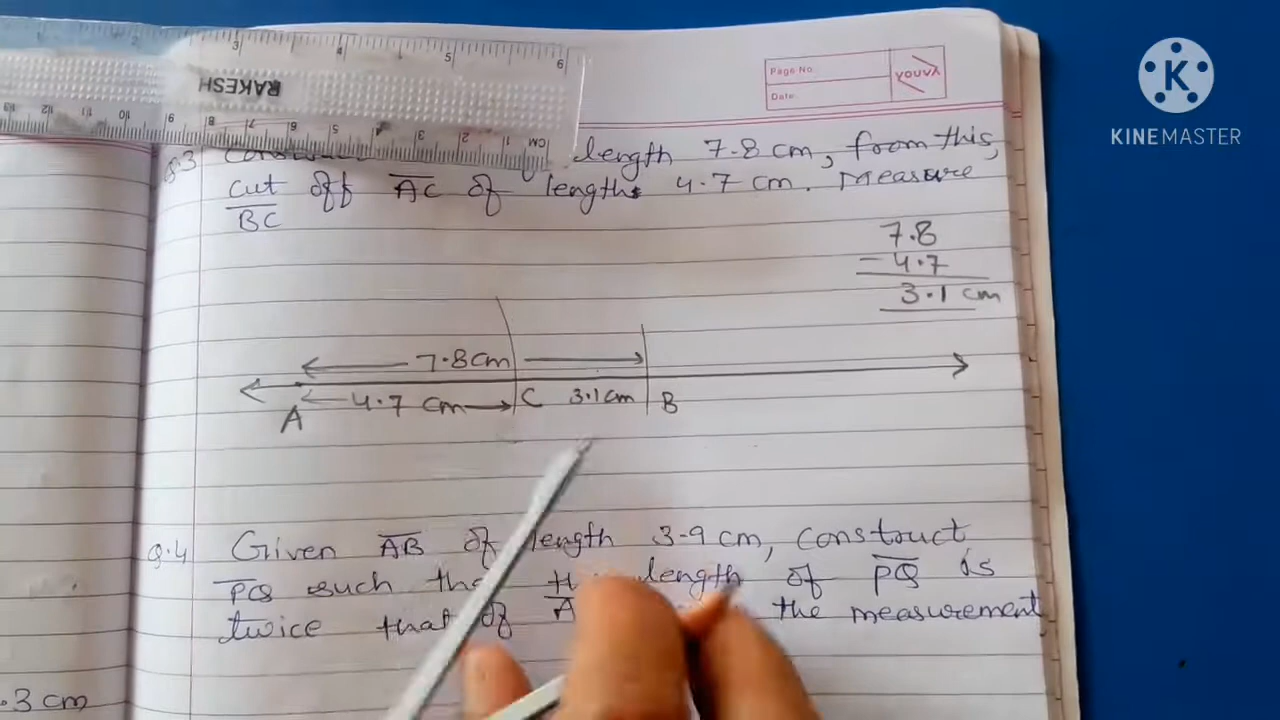 KINEMASTER
Page No
Date:
youva
RAKESH
Q.3 length 7.8 cm, from this,
cut off AC of length 4.7 cm. Measure
BC
7.8
- 4.7
3.1 cm
7.8cm
A 4.7 cm C 3.1cm B
Q.4 Given AB of length 3.9 cm, construct
PQ such length of PQ is
twice that of the measurement
.3 cm